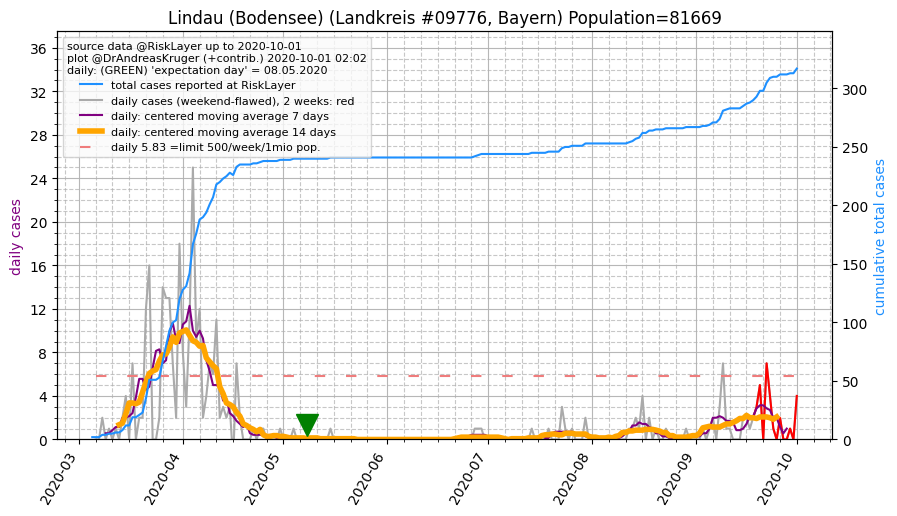 Lindau (Bodensee) (Landkreis #09776, Bayern) Population=81669
source data @RiskLayer up to 2020-10-01
plot @DrAndreasKruger (+contrib.) 2020-10-01 02:02
daily: (GREEN) 'expectation day' = 08.05.2020
total cases reported at RiskLayer
daily cases (weekend-flawed), 2 weeks: red
daily: centered moving average 7 days
daily: centered moving average 14 days
daily 5.83 =limit 500/week/1mio pop.
daily cases
36
32
28
24
20
16
12
8
4
0
cumulative total cases
300
250
200
150
100
50
0
2020-03
2020-04
2020-05
2020-06
2020-07
2020-08
2020-09
2020-10